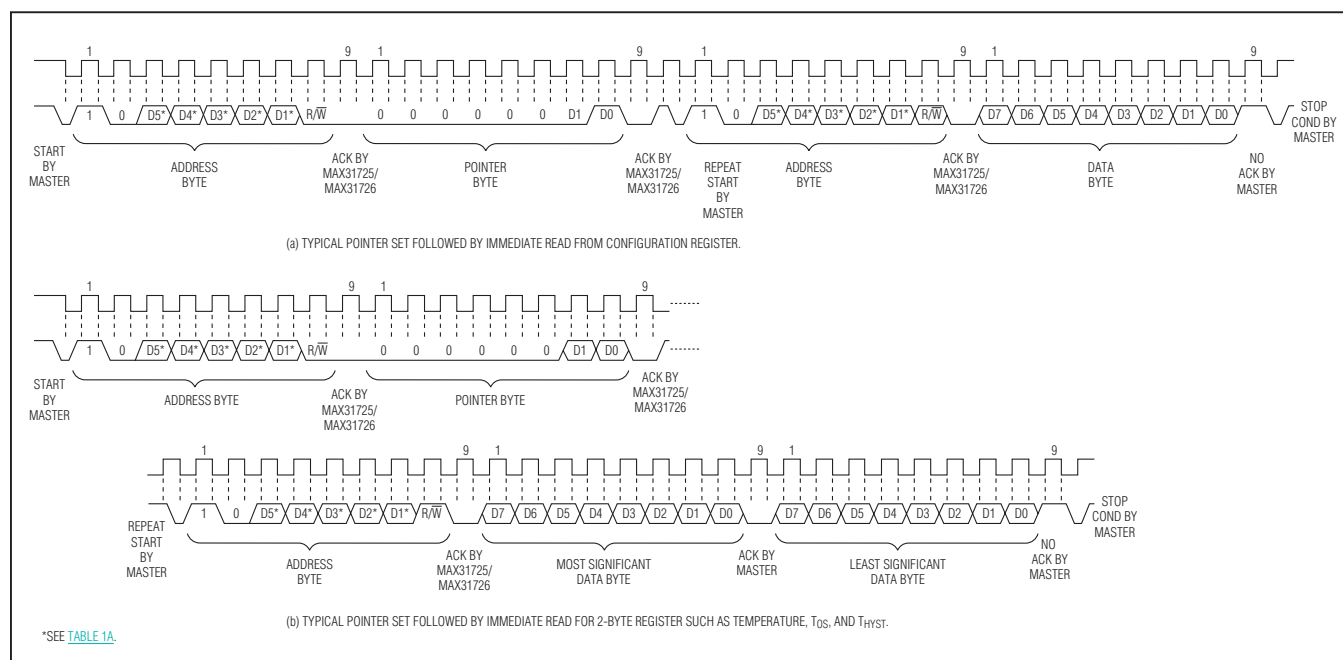 1 9 1 9 1 9 1 9
1 0 D5* D4* D3* D2* D1* R/W̅ 0 0 0 0 0 0 D1 D0 1 0 D5* D4* D3* D2* D1* R/W̅ D7 D6 D5 D4 D3 D2 D1 D0
START
BY
MASTER
ADDRESS
BYTE
ACK BY
MAX31725/
MAX31726
POINTER
BYTE
ACK BY
MAX31725/
MAX31726
REPEAT
START
BY
MASTER
ADDRESS
BYTE
ACK BY
MAX31725/
MAX31726
DATA
BYTE
NO
ACK BY
MASTER
STOP
COND BY
MASTER
(a) TYPICAL POINTER SET FOLLOWED BY IMMEDIATE READ FROM CONFIGURATION REGISTER.
1 9 1 9
1 0 D5* D4* D3* D2* D1* R/W̅ 0 0 0 0 0 0 D1 D0
START
BY
MASTER
ADDRESS BYTE
ACK BY
MAX31725/
MAX31726
POINTER BYTE
ACK BY
MAX31725/
MAX31726
1 9 1 9 1 9
1 0 D5* D4* D3* D2* D1* R/W̅ D7 D6 D5 D4 D3 D2 D1 D0 D7 D6 D5 D4 D3 D2 D1 D0
REPEAT
START
BY
MASTER
ADDRESS
BYTE
ACK BY
MAX31725/
MAX31726
MOST SIGNIFICANT
DATA BYTE
ACK BY
MASTER
LEAST SIGNIFICANT
DATA BYTE
NO
ACK BY
MASTER
STOP
COND BY
MASTER
(b) TYPICAL POINTER SET FOLLOWED BY IMMEDIATE READ FOR 2-BYTE REGISTER SUCH AS TEMPERATURE, TOS, AND THYST.
*SEE TABLE 1A.